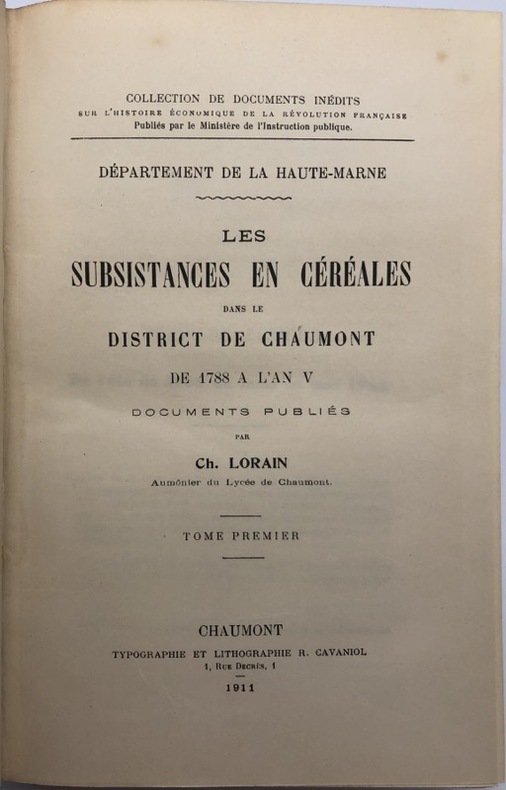 COLLECTION DE DOCUMENTS INÉDITS
SUR L'HISTOIRE ÉCONOMIQUE DE LA RÉVOLUTION FRANÇAISE
Publiés par le Ministère de l'Instruction publique.
DÉPARTEMENT DE LA HAUTE-MARNE
LES
SUBSISTANCES EN CÉRÉALES
DANS LE
DISTRICT DE CHAUMONT
DE 1788 A L'AN V
DOCUMENTS PUBLIÉS
PAR
Ch. LORAIN
Aumônier du Lycée de Chaumont.
TOME PREMIER
CHAUMONT
TYPOGRAPHIE ET LITHOGRAPHIE R. CAVANIOL
1, RUE DECRÈS, 1
1911